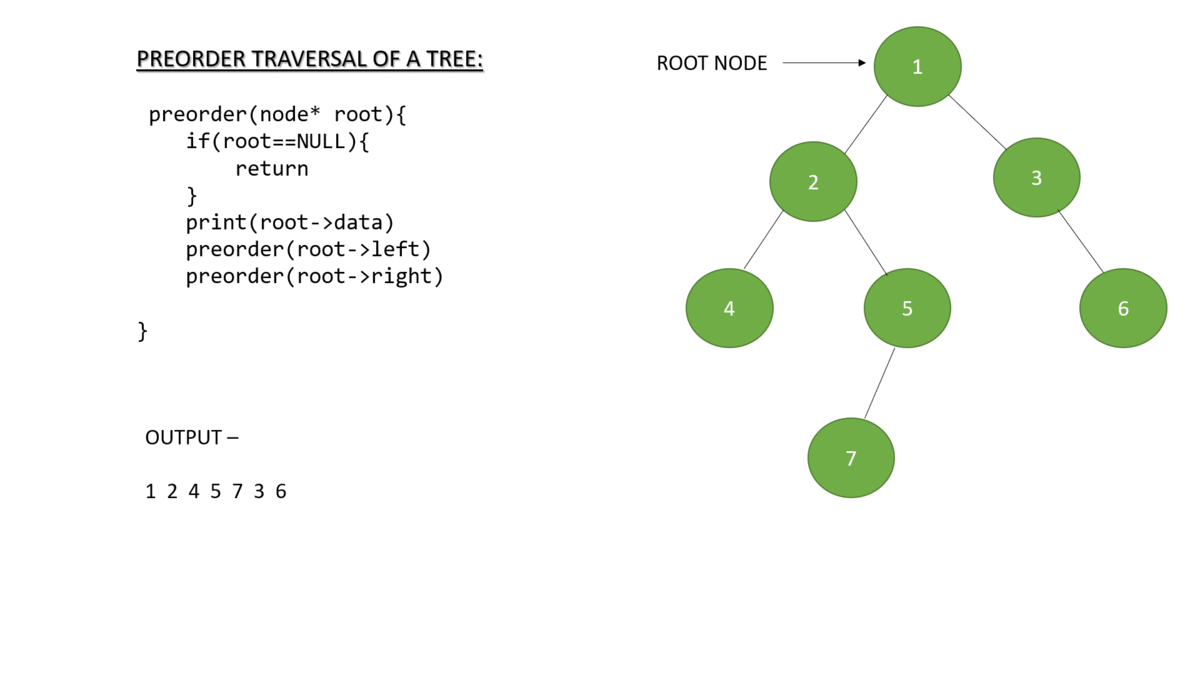 PREORDER TRAVERSAL OF A TREE:
preorder(node* root){
if(root==NULL){
return
}
print(root->data)
preorder(root->left)
preorder(root->right)
}
OUTPUT –
1 2 4 5 7 3 6
ROOT NODE
1
2
3
4
5
6
7